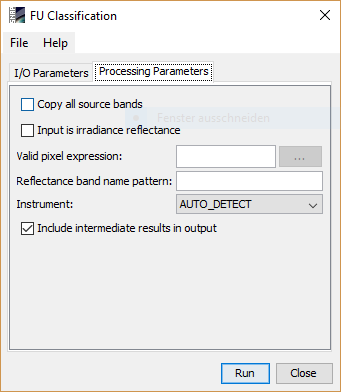 FU Classification
File Help
I/O Parameters Processing Parameters
Copy all source bands
Fenster ausschneiden
Input is irradiance reflectance
Valid pixel expression: ...
Reflectance band name pattern:
Instrument: AUTO_DETECT
Include intermediate results in output
Run Close